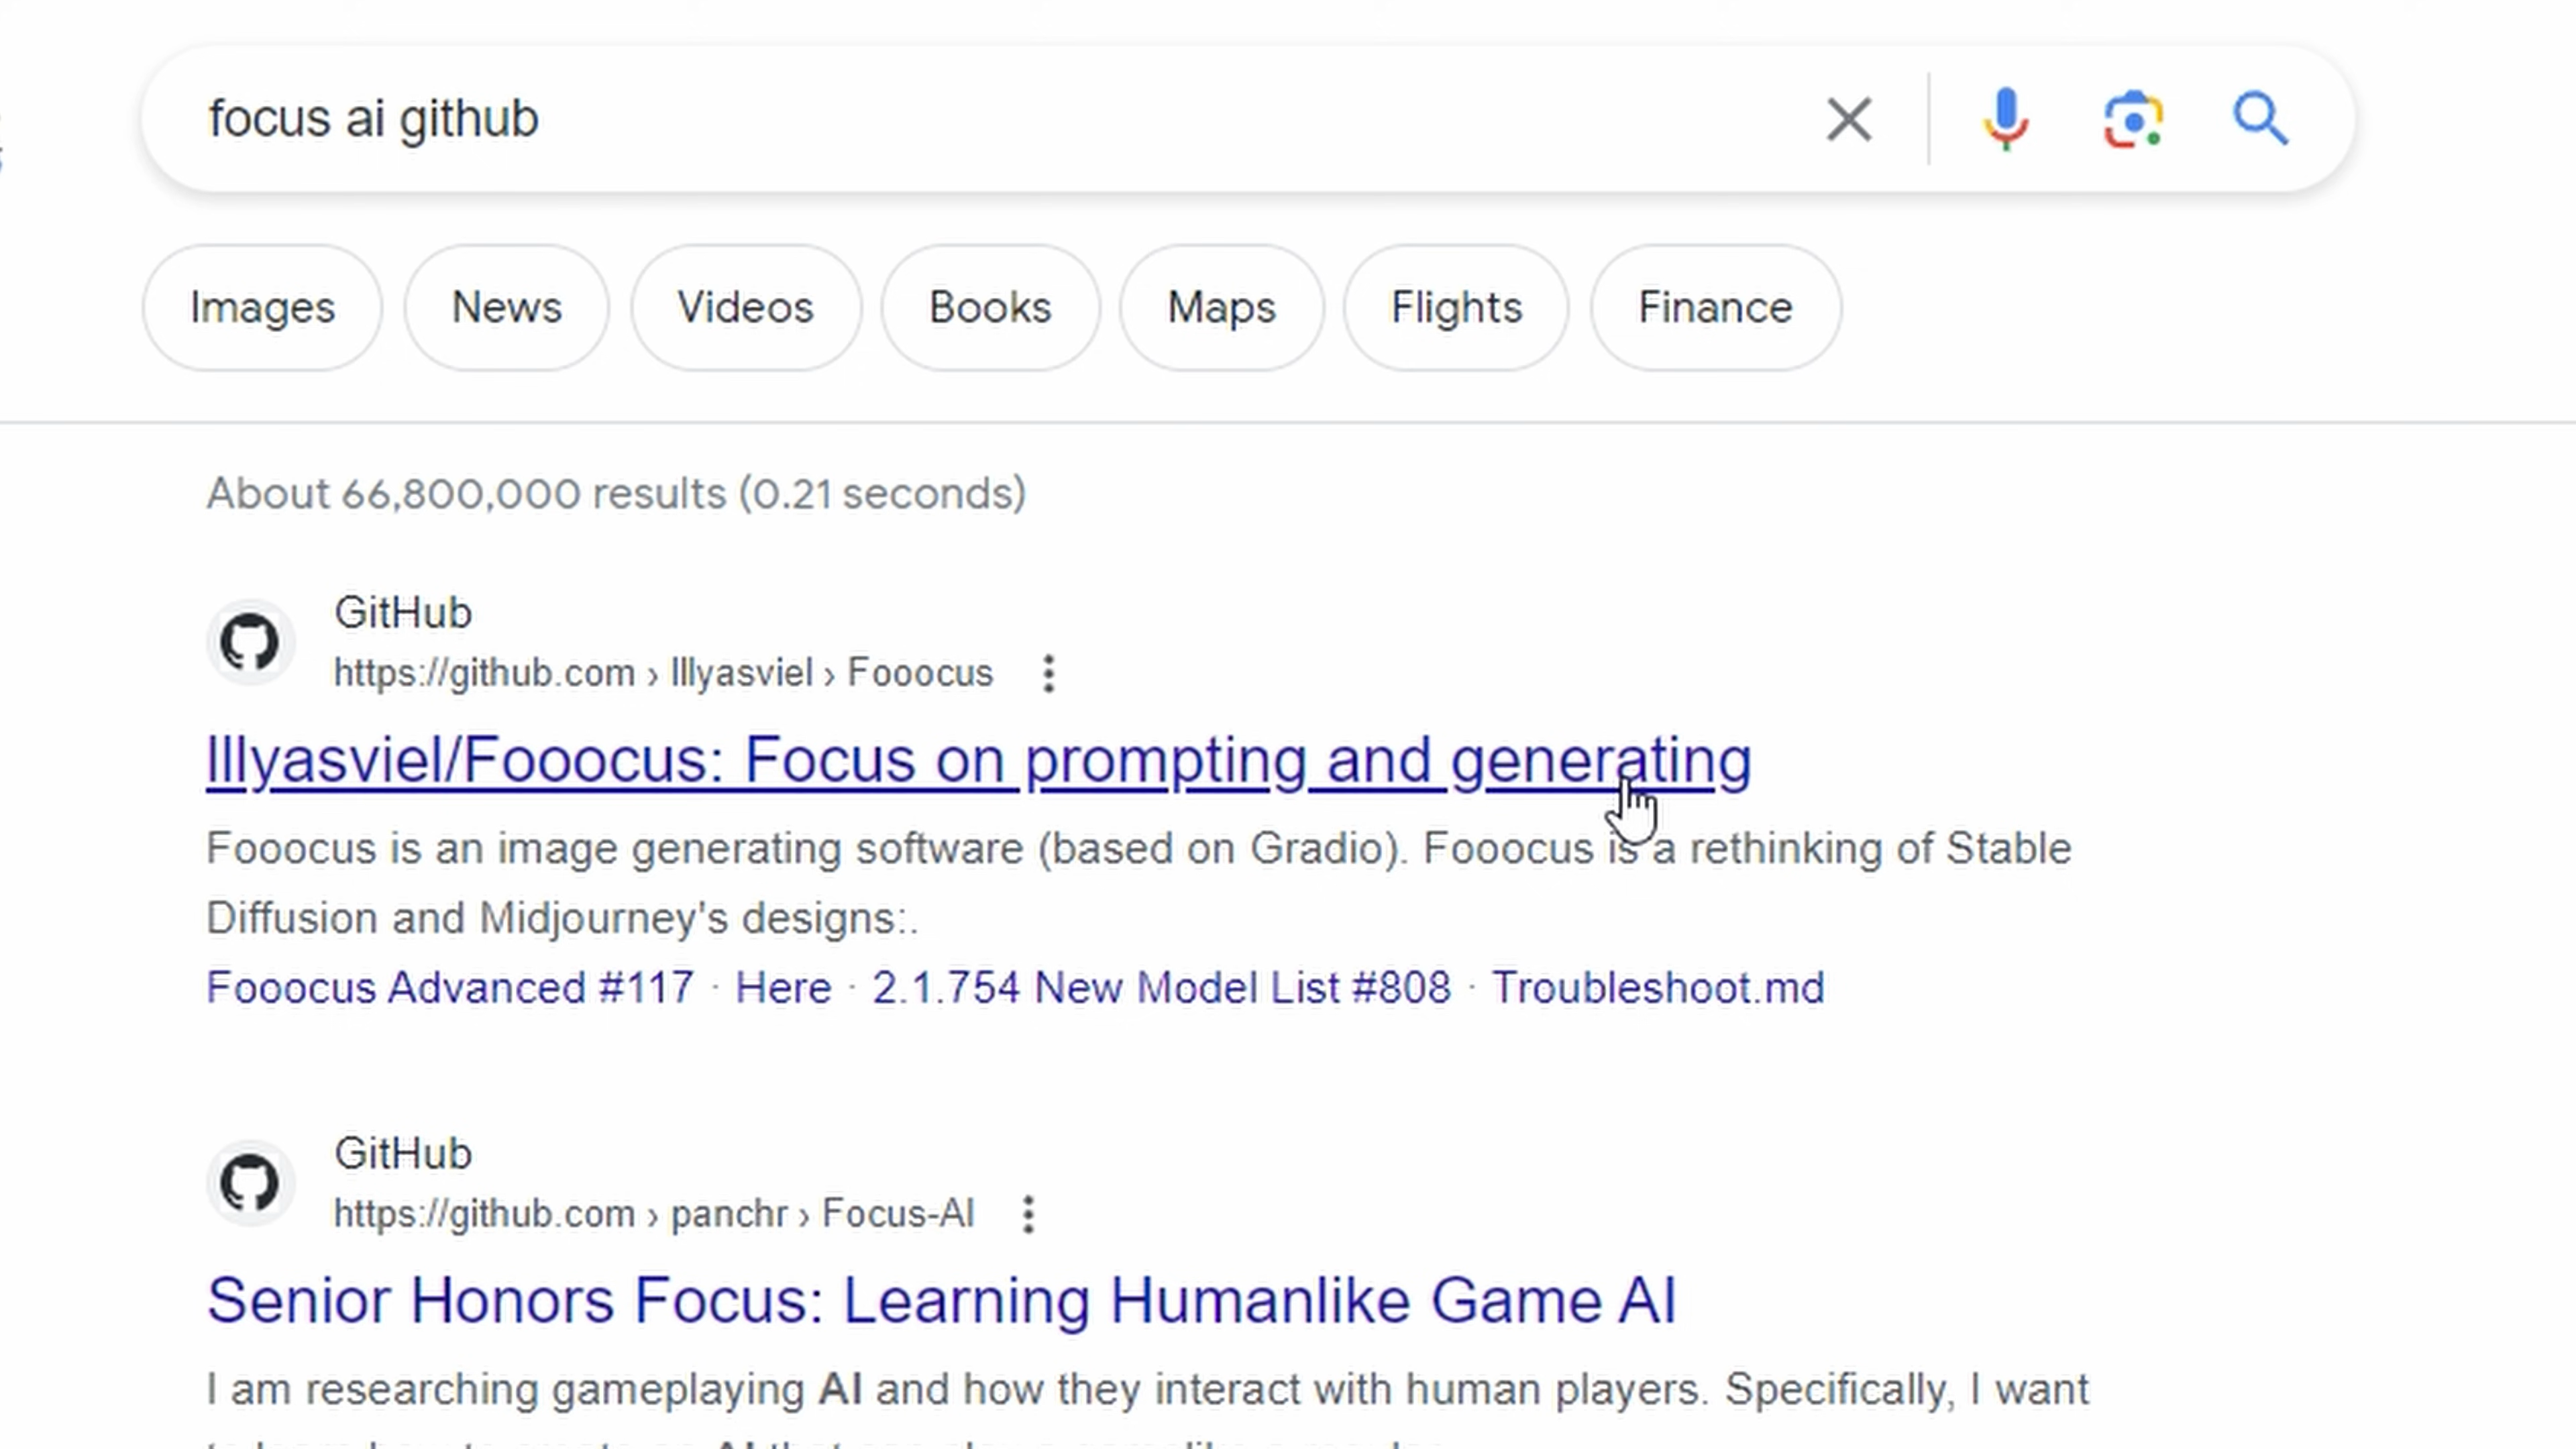 focus ai github
Images News Videos Books Maps Flights Finance
About 66,800,000 results (0.21 seconds)
GitHub
https://github.com › lllyasviel › Fooocus
lllyasviel/Fooocus: Focus on prompting and generating
Fooocus is an image generating software (based on Gradio). Fooocus is a rethinking of Stable
Diffusion and Midjourney's designs:.
Fooocus Advanced #117 · Here · 2.1.754 New Model List #808 · Troubleshoot.md
GitHub
https://github.com › panchr › Focus-AI
Senior Honors Focus: Learning Humanlike Game AI
I am researching gameplaying AI and how they interact with human players. Specifically, I want